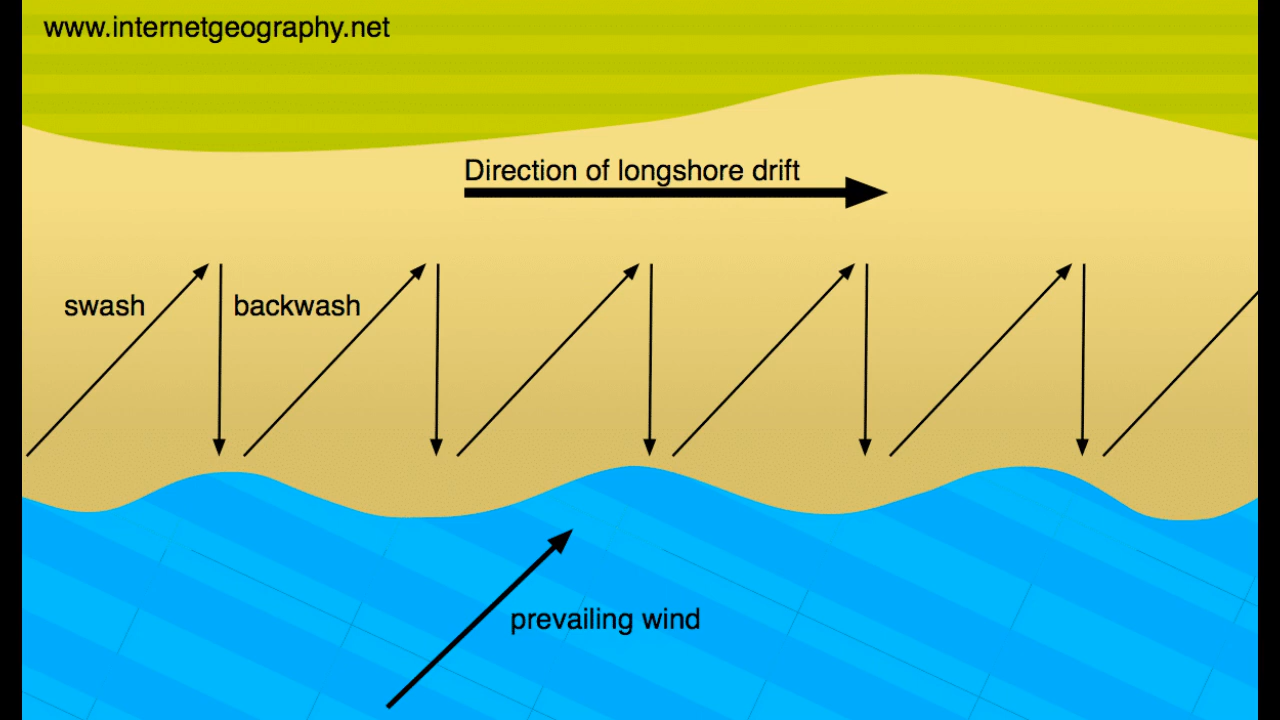 www.internetgeography.net
Direction of longshore drift
swash
backwash
prevailing wind